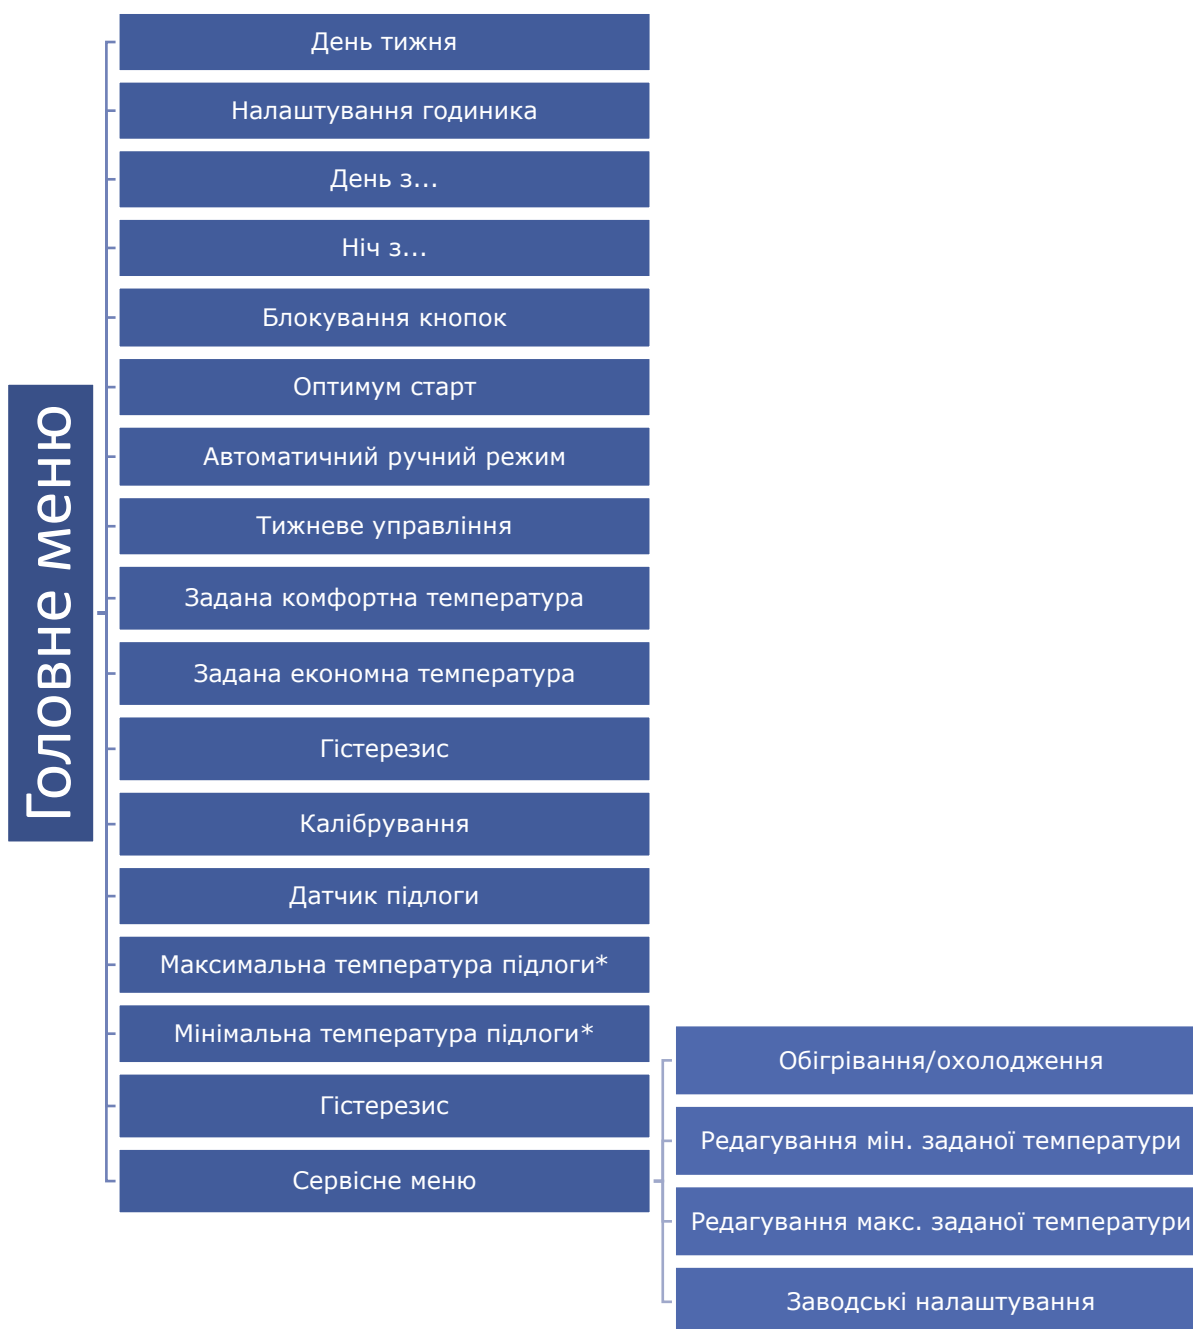 Головне меню
День тижня
Налаштування годиника
День з...
Ніч з...
Блокування кнопок
Оптимум старт
Автоматичний ручний режим
Тижневе управління
Задана комфортна температура
Задана економна температура
Гістерезис
Калібрування
Датчик підлоги
Максимальна температура підлоги*
Мінімальна температура підлоги*
Гістерезис
Сервісне меню
Обігрівання/охолодження
Редагування мін. заданої температури
Редагування макс. заданої температури
Заводські налаштування